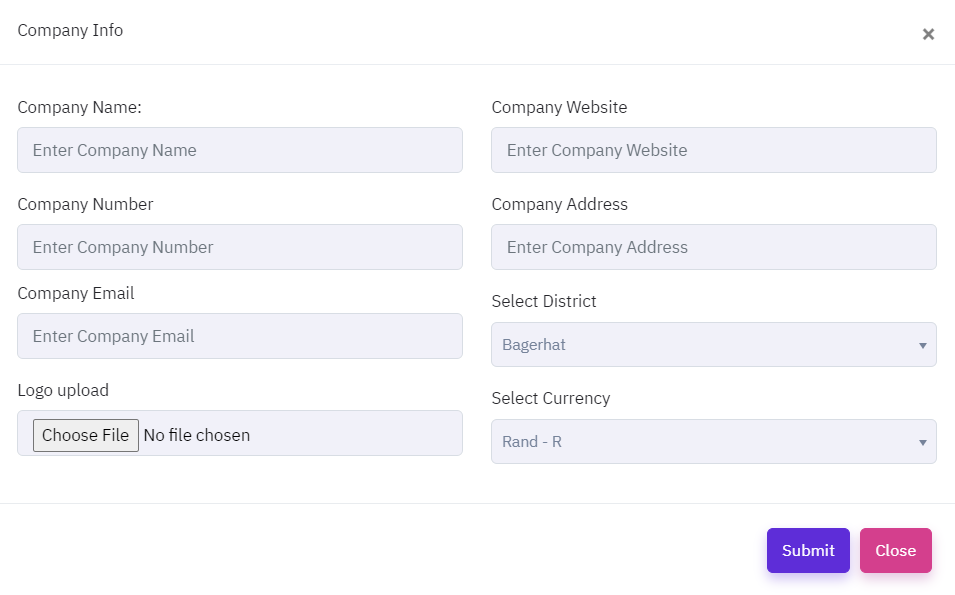 Company Info
×
Company Name:
Enter Company Name
Company Website
Enter Company Website
Company Number
Enter Company Number
Company Address
Enter Company Address
Company Email
Enter Company Email
Select District
Bagerhat
Logo upload
Choose File No file chosen
Select Currency
Rand - R
Submit
Close